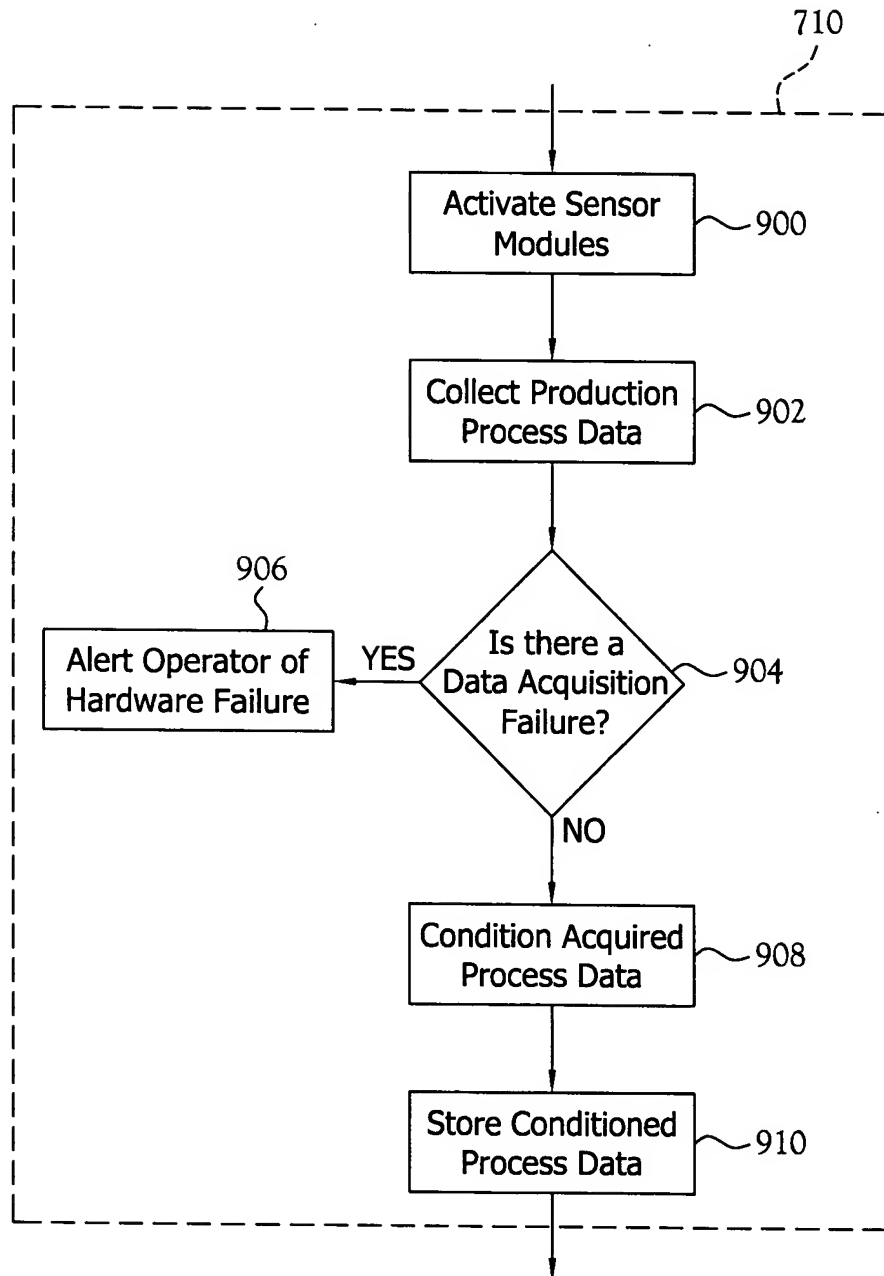 710
Activate Sensor
Modules
900
Collect Production
Process Data
902
906
Alert Operator of
Hardware Failure
YES
Is there a
Data Acquisition
Failure?
904
NO
Condition Acquired
Process Data
908
Store Conditioned
Process Data
910